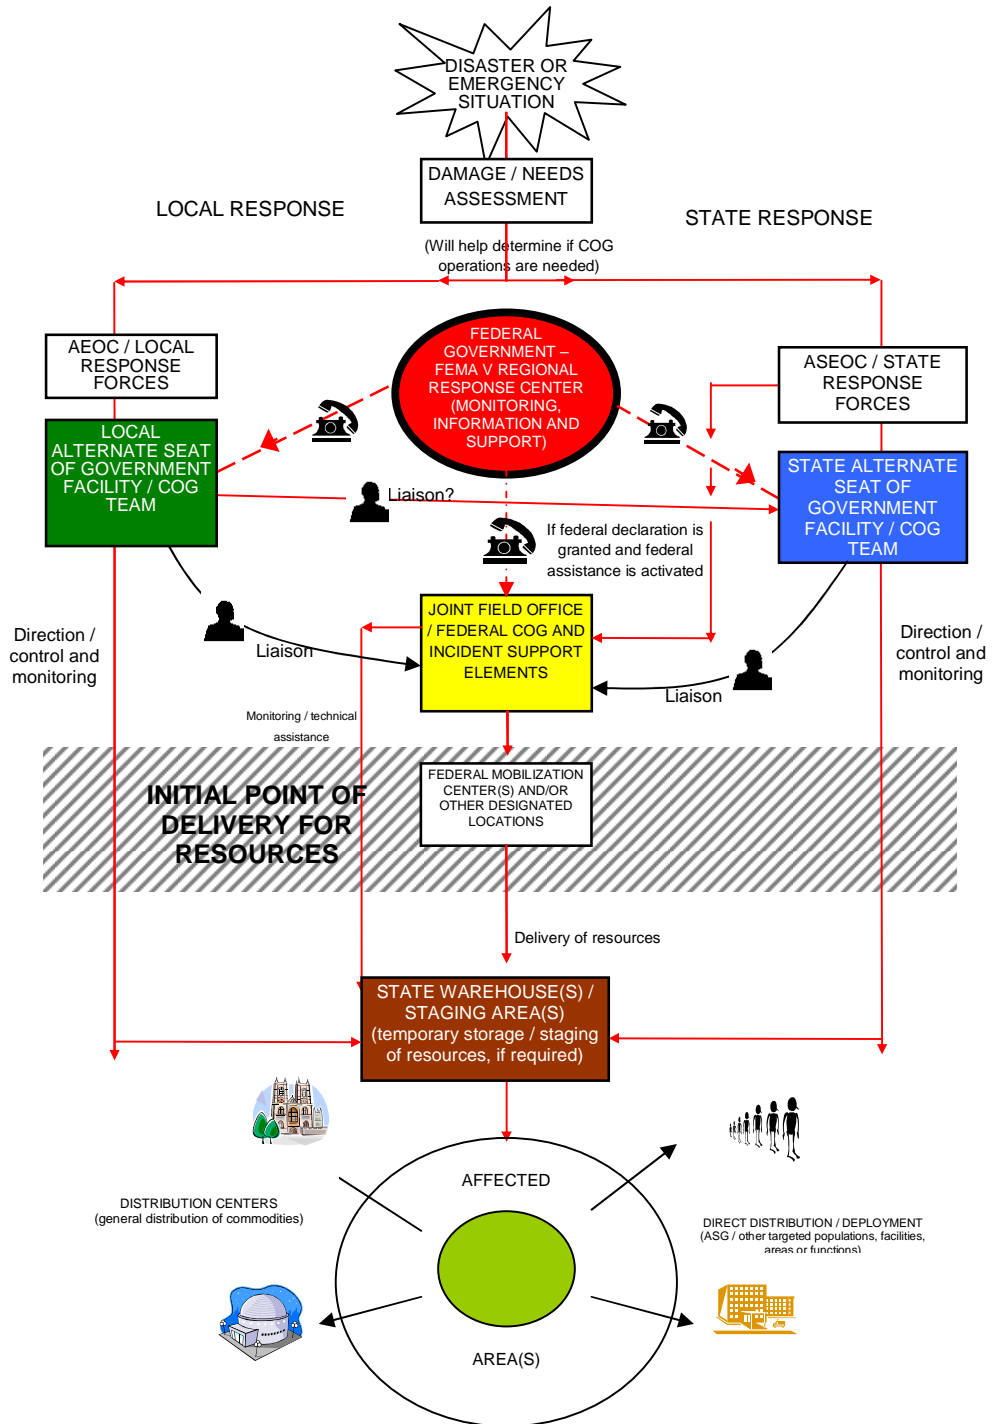 DISASTER OR
EMERGENCY
SITUATION
DAMAGE / NEEDS
ASSESSMENT
LOCAL RESPONSE
STATE RESPONSE
(Will help determine if COG
operations are needed)
AEOC / LOCAL
RESPONSE
FORCES
FEDERAL
GOVERNMENT –
FEMA V REGIONAL
RESPONSE CENTER
(MONITORING,
INFORMATION AND
SUPPORT)
ASEOC / STATE
RESPONSE
FORCES
LOCAL
ALTERNATE SEAT
OF GOVERNMENT
FACILITY / COG
TEAM
STATE ALTERNATE
SEAT OF
GOVERNMENT
FACILITY / COG
TEAM
Liaison?
If federal declaration is
granted and federal
assistance is activated
JOINT FIELD OFFICE
/ FEDERAL COG AND
INCIDENT SUPPORT
ELEMENTS
Direction /
control and
monitoring
Liaison
Liaison
Direction /
control and
monitoring
Monitoring / technical
assistance
INITIAL POINT OF
DELIVERY FOR
RESOURCES
FEDERAL MOBILIZATION
CENTER(S) AND/OR
OTHER DESIGNATED
LOCATIONS
Delivery of resources
STATE WAREHOUSE(S) /
STAGING AREA(S)
(temporary storage / staging
of resources, if required)
AFFECTED
DISTRIBUTION CENTERS
(general distribution of commodities)
DIRECT DISTRIBUTION / DEPLOYMENT
(ASG / other targeted populations, facilities,
areas or functions)
AREA(S)